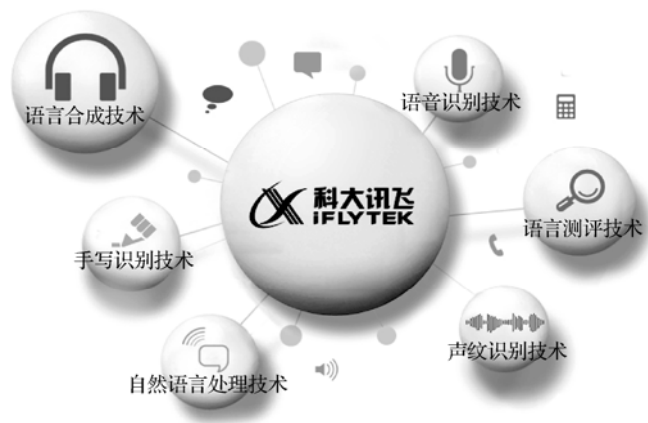 语言合成技术
语音识别技术
科大讯飞
iFLYTEK
语言测评技术
手写识别技术
声纹识别技术
自然语言处理技术